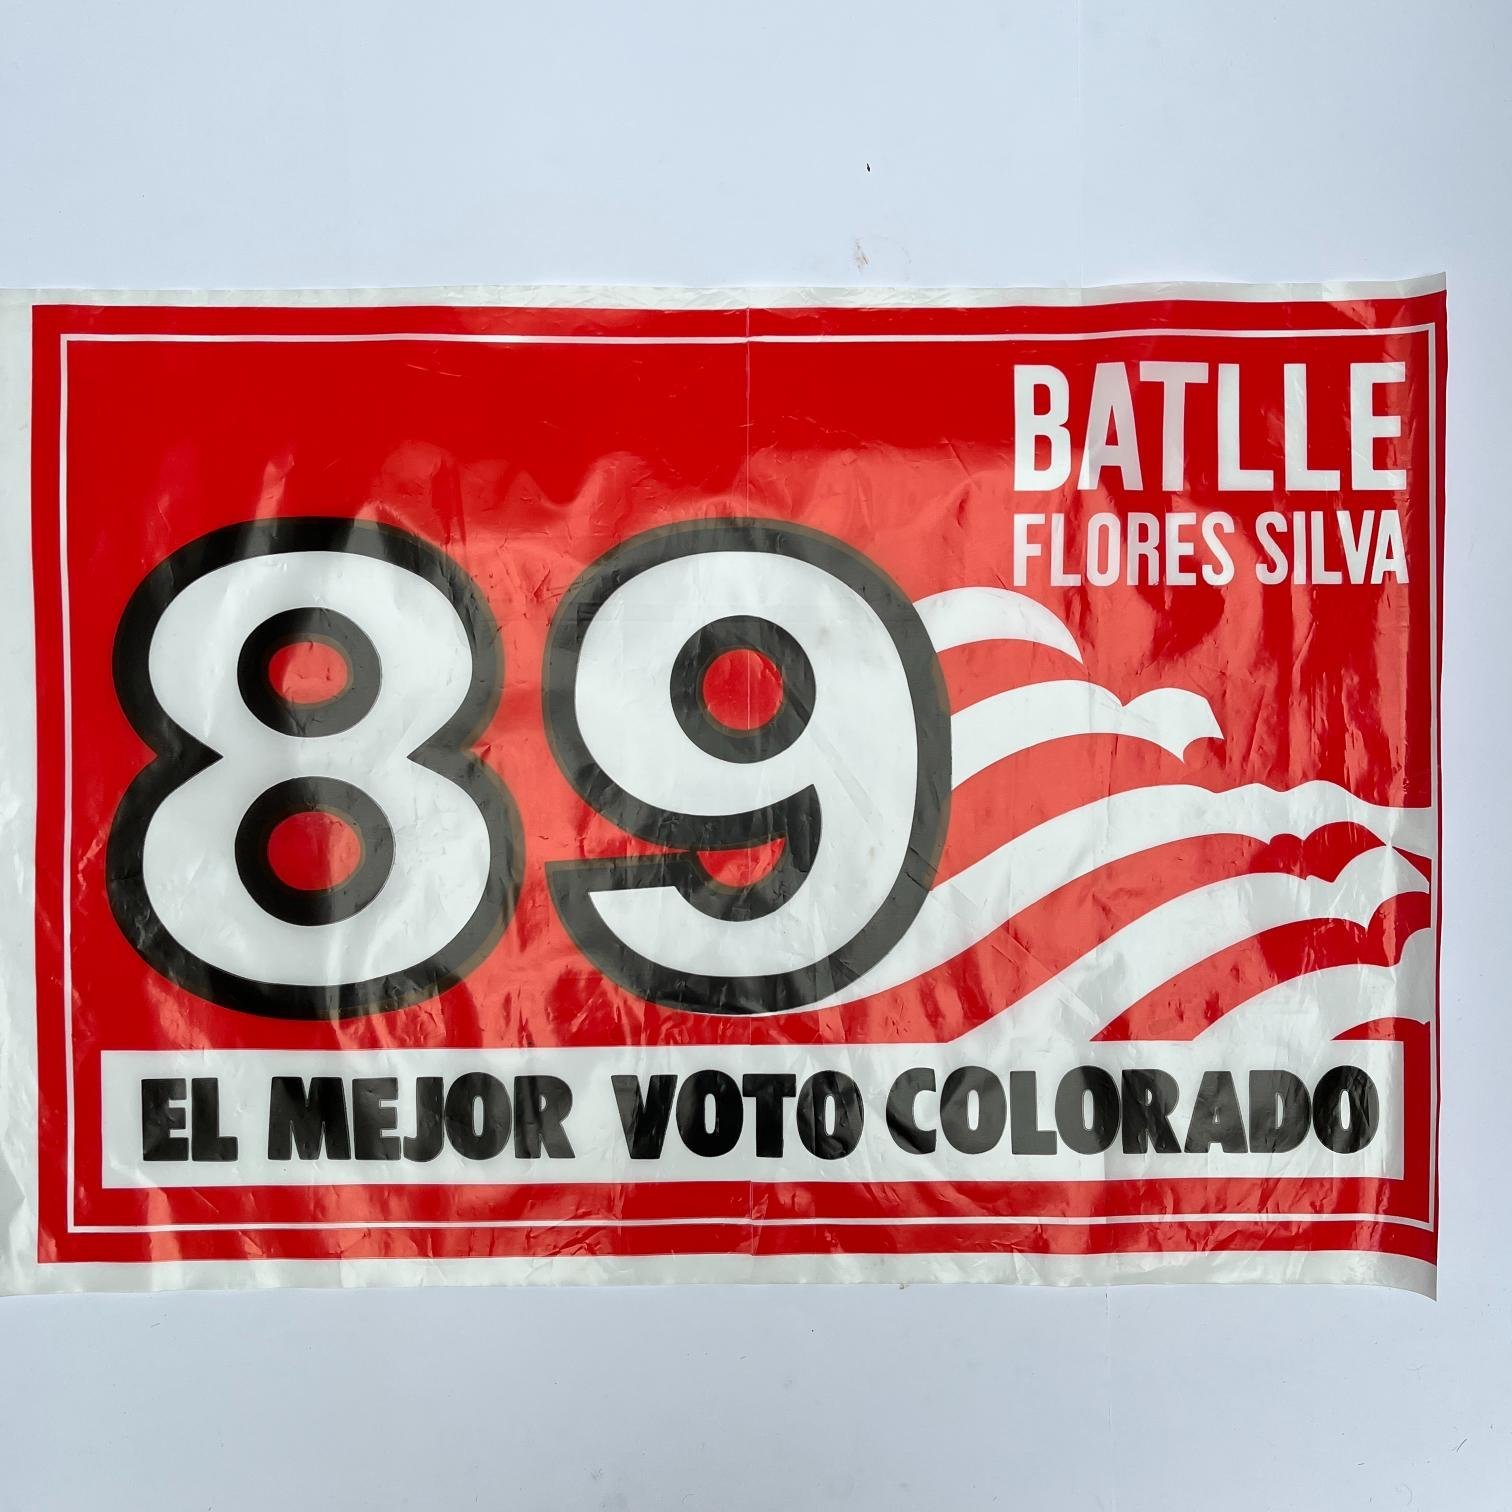 BATLLE
FLORES SILVA
89
EL MEJOR VOTO COLORADO